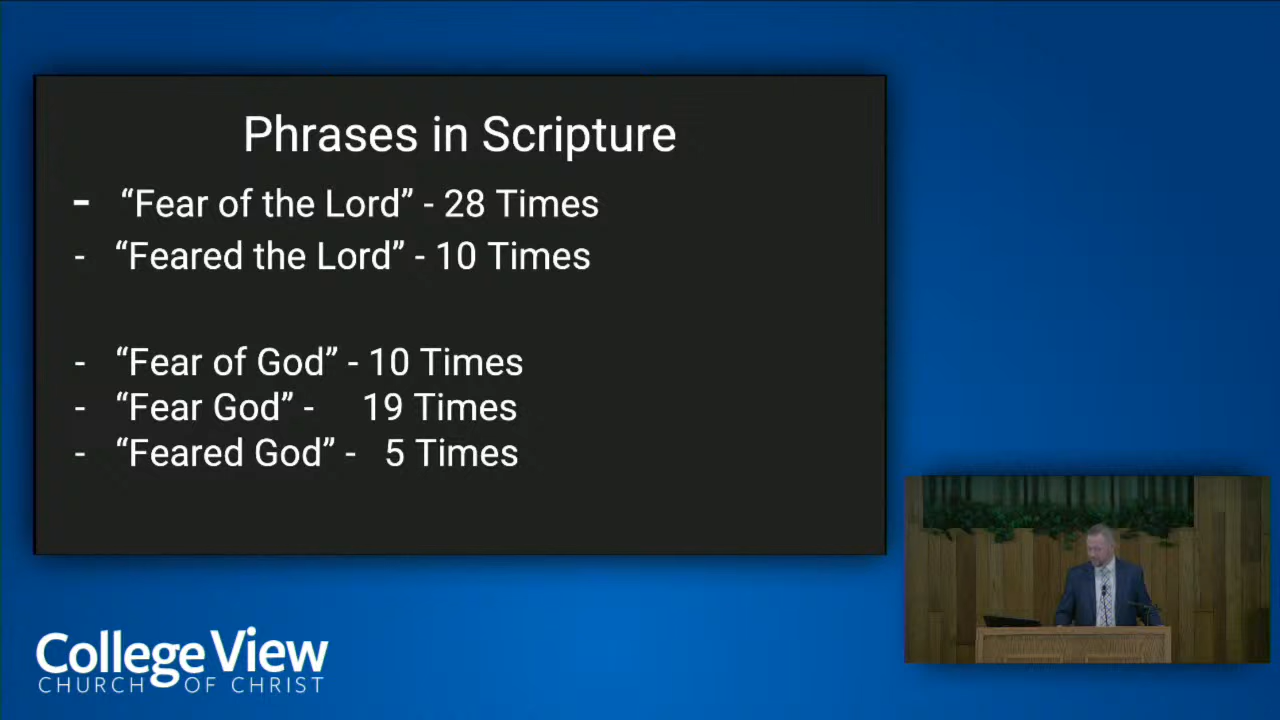 Phrases in Scripture
- “Fear of the Lord” - 28 Times
- “Feared the Lord” - 10 Times
- “Fear of God” - 10 Times
- “Fear God” - 19 Times
- “Feared God” - 5 Times
College View
CHURCH OF CHRIST